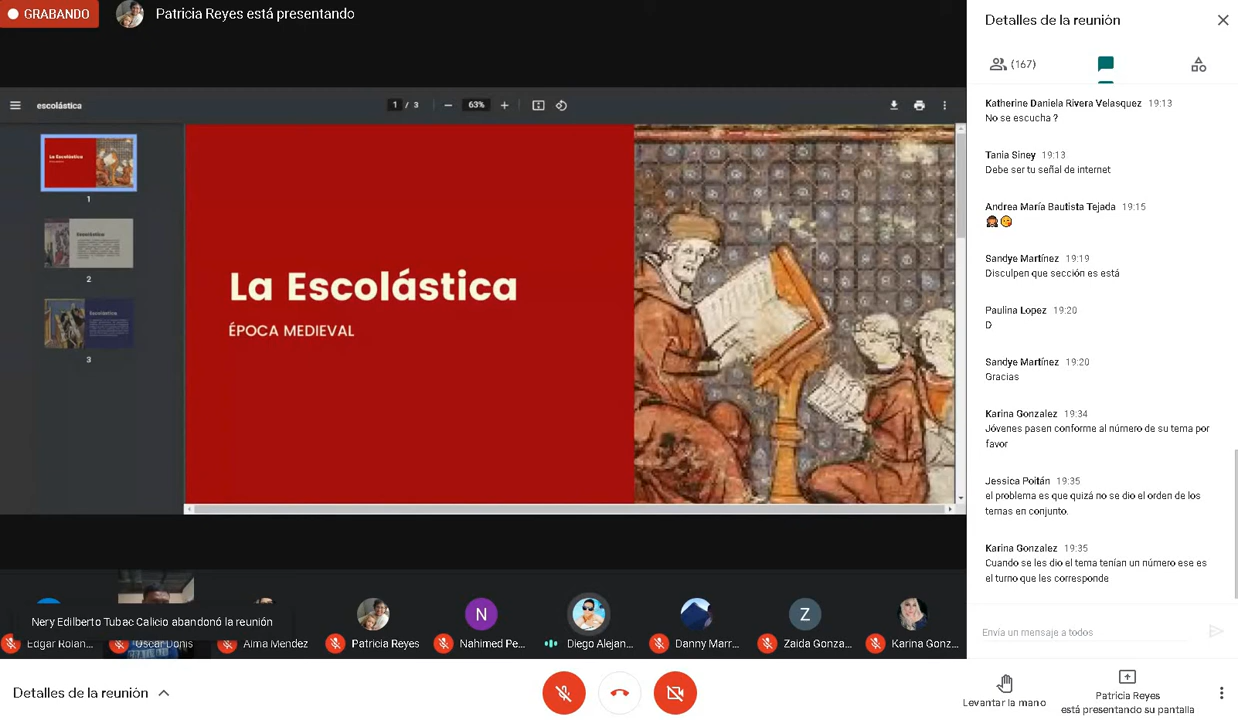 GRABANDO
Patricia Reyes está presentando
Detalles de la reunión
(167)
escolástica
1 / 3
63%
La Escolástica
1
Escolástica
2
Escolástica
3
La Escolástica
ÉPOCA MEDIEVAL
Katherine Daniela Rivera Velasquez 19:13
No se escucha ?
Tania Siney 19:13
Debe ser tu señal de internet
Andrea María Bautista Tejada 19:15
Sandye Martínez 19:19
Disculpen que sección es está
Paulina Lopez 19:20
D
Sandye Martínez 19:20
Gracias
Karina Gonzalez 19:34
Jóvenes pasen conforme al número de su tema por
favor
Jessica Poitán 19:35
el problema es que quizá no se dio el orden de los
temas en conjunto.
Karina Gonzalez 19:35
Cuando se les dio el tema tenían un número ese es
el turno que les corresponde
Envía un mensaje a todos
Nery Edilberto Tubac Calicio abandonó la reunión
N
Z
Edgar Rolan...
Oscar Donis
Alma Mendez
Patricia Reyes
Nahimed Pe...
Diego Alejan...
Danny Marr...
Zaida Gonza...
Karina Gonz...
Detalles de la reunión
Levantar la mano
Patricia Reyes
está presentando su pantalla